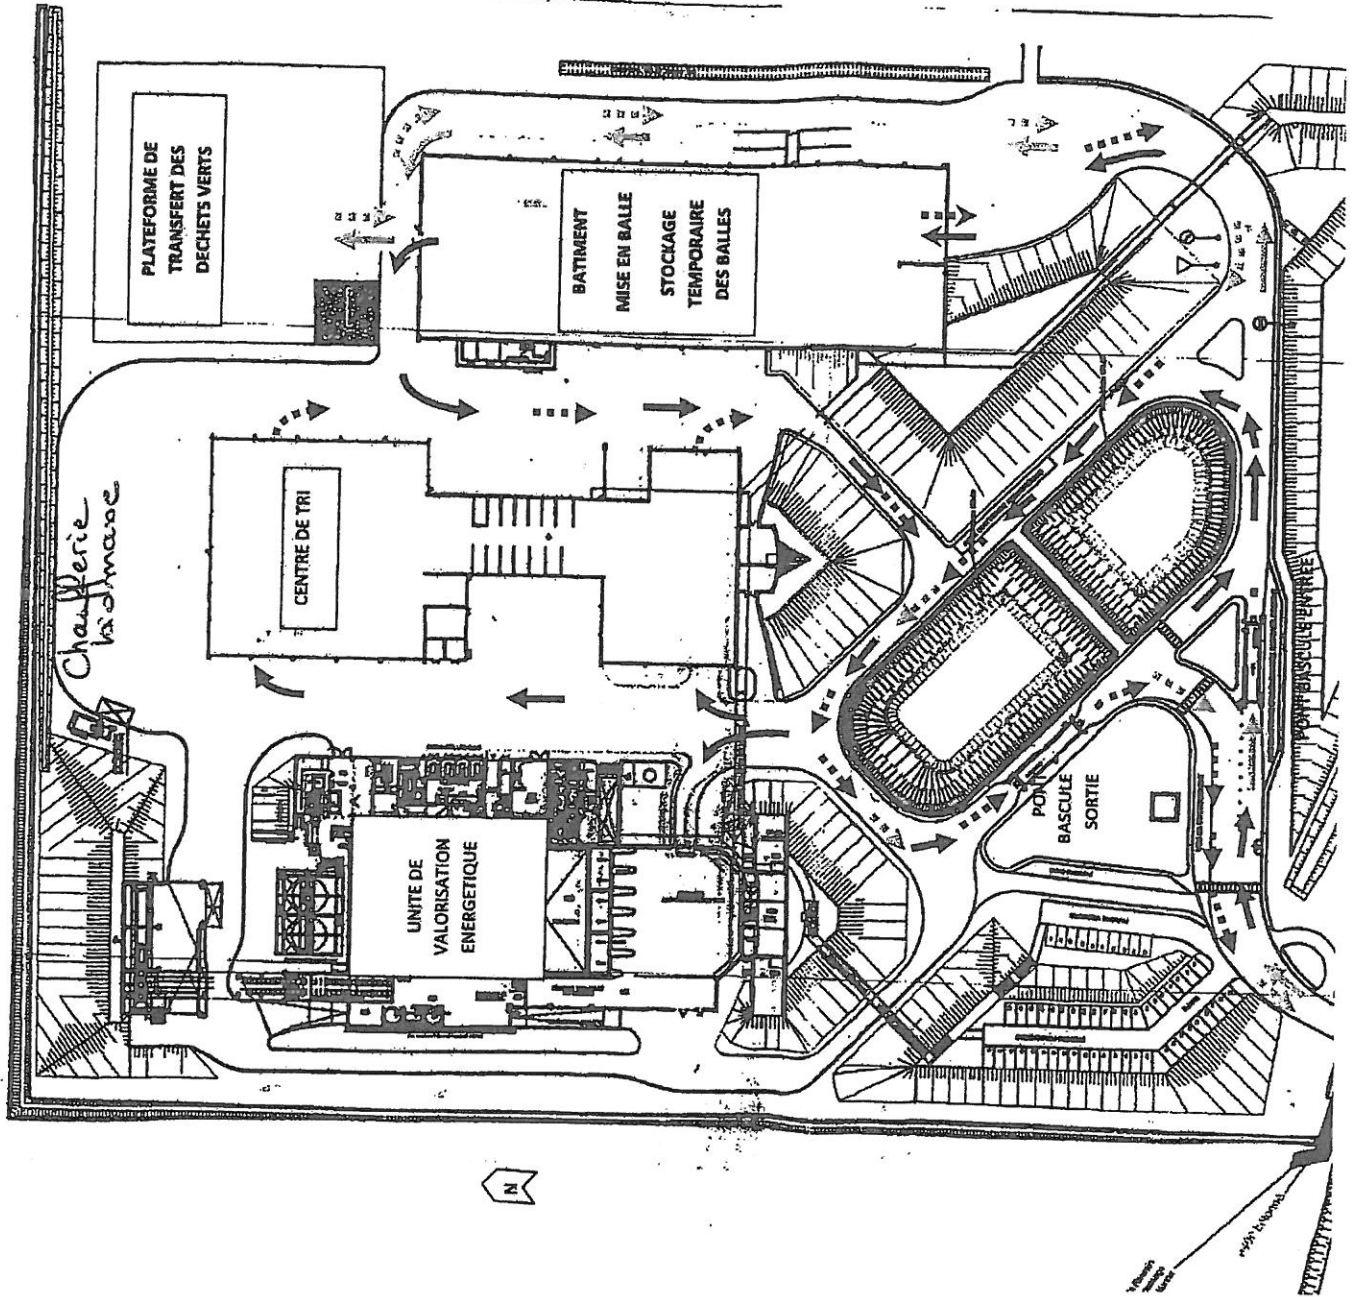 PLATEFORME DE
TRANSFERT DES
DECHETS VERTS
BATIMENT
MISE EN BALLE
STOCKAGE
TEMPORAIRE
DES BALLES
Chaufferie
biomasse
CENTRE DE TRI
UNITE DE
VALORISATION
ENERGETIQUE
PONT
BASCULE
SORTIE
PONT BASCULE ENTREE
N